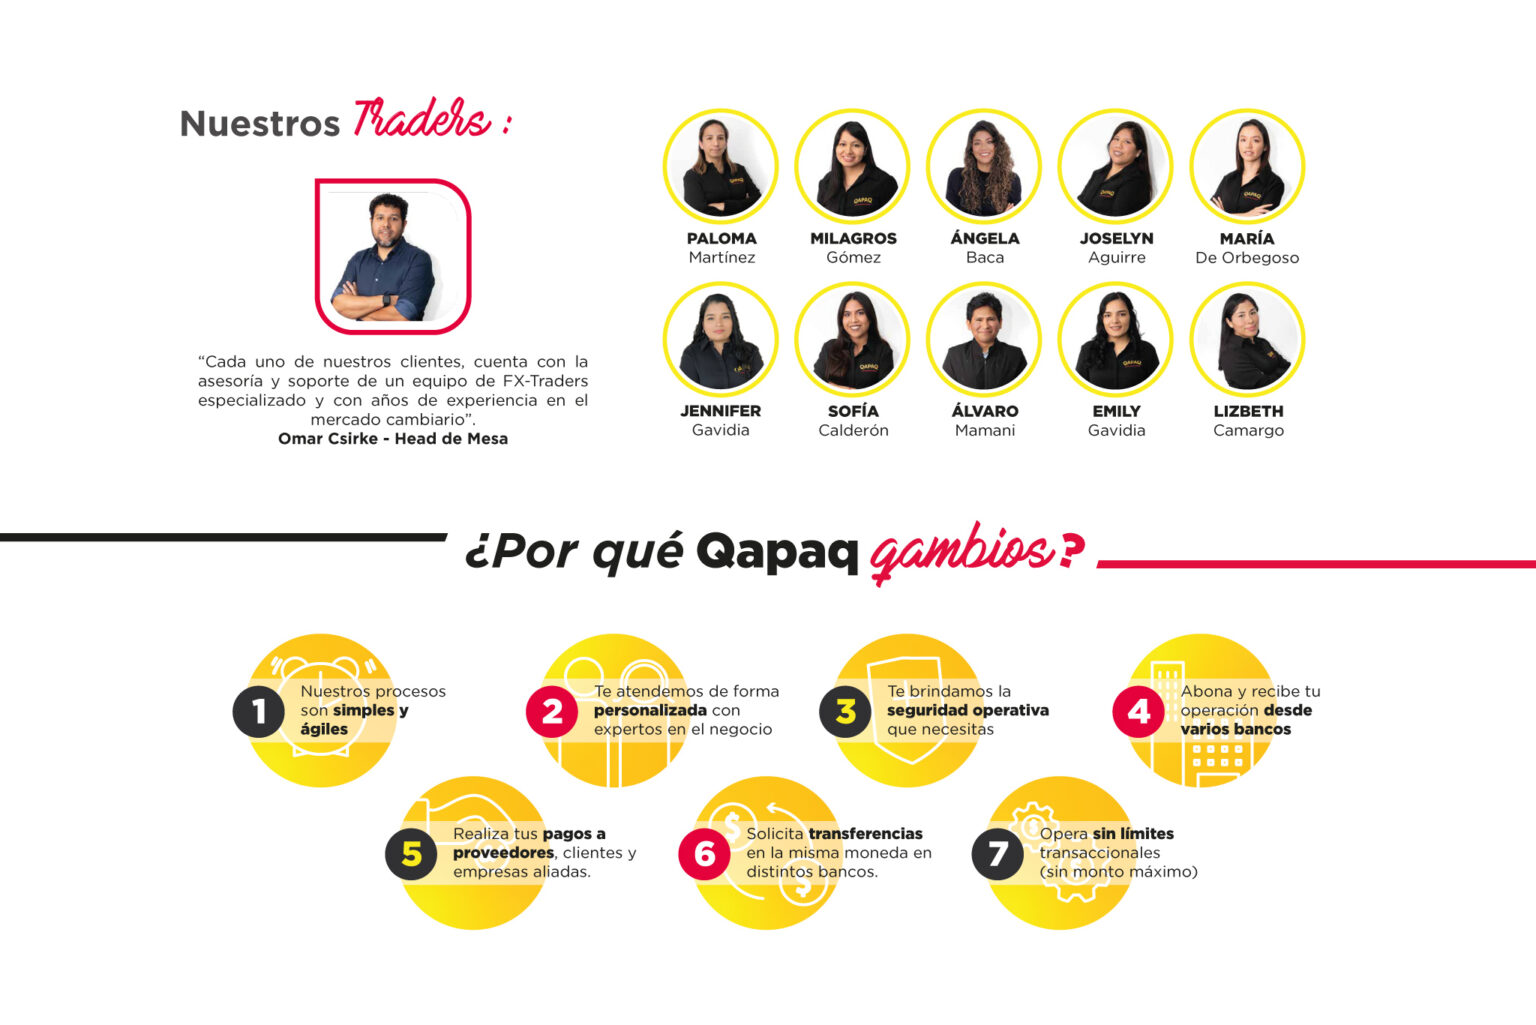 Nuestros Traders :
“Cada uno de nuestros clientes, cuenta con la
asesoría y soporte de un equipo de FX-Traders
especializado y con años de experiencia en el
mercado cambiario”.
Omar Csirke - Head de Mesa
QAPAQ
QAPAQ
QAPAQ
PALOMA
Martínez
MILAGROS
Gómez
ÁNGELA
Baca
JOSELYN
Aguirre
MARÍA
De Orbegoso
QAPAQ
QAPAQ
JENNIFER
Gavidia
SOFÍA
Calderón
ÁLVARO
Mamani
EMILY
Gavidia
LIZBETH
Camargo
¿Por qué Qapaq qambios?
1
Nuestros procesos
son simples y
ágiles
2
Te atendemos de forma
personalizada con
expertos en el negocio
3
Te brindamos la
seguridad operativa
que necesitas
4
Abona y recibe tu
operación desde
varios bancos
5
Realiza tus pagos a
proveedores, clientes y
empresas aliadas.
6
Solicita transferencias
en la misma moneda en
distintos bancos.
7
Opera sin límites
transaccionales
(sin monto máximo)